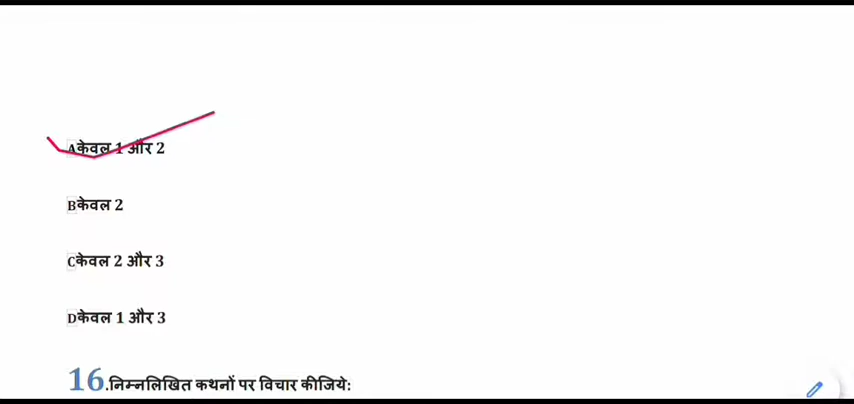 Aकेवल 1 और 2
Bकेवल 2
Cकेवल 2 और 3
Dकेवल 1 और 3
16.निम्नलिखित कथनों पर विचार कीजिये: